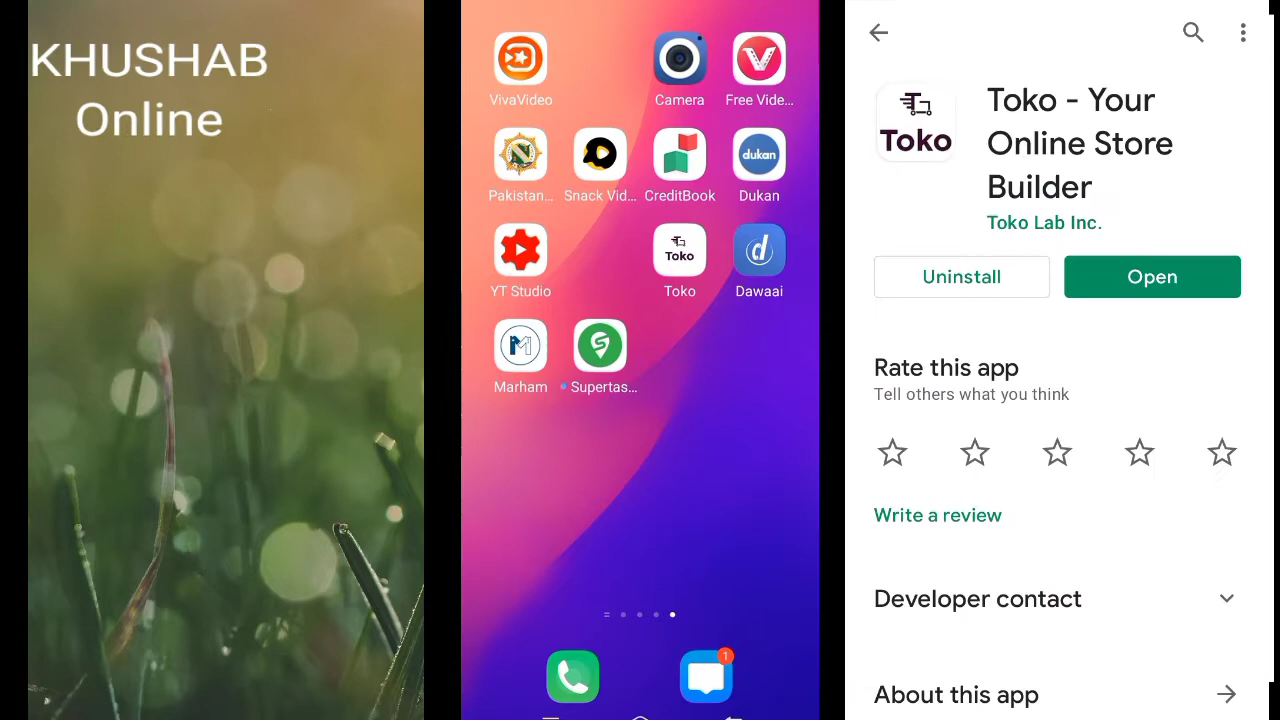 KHUSHAB
Online
VivaVideo
Camera
Free Vide...
Pakistan...
Snack Vid...
CreditBook
dukan
Dukan
YT Studio
Toko
Toko
d
Dawaai
M
Marham
Supertas...
1
Toko
Toko - Your
Online Store
Builder
Toko Lab Inc.
Uninstall
Open
Rate this app
Tell others what you think
Write a review
Developer contact
About this app